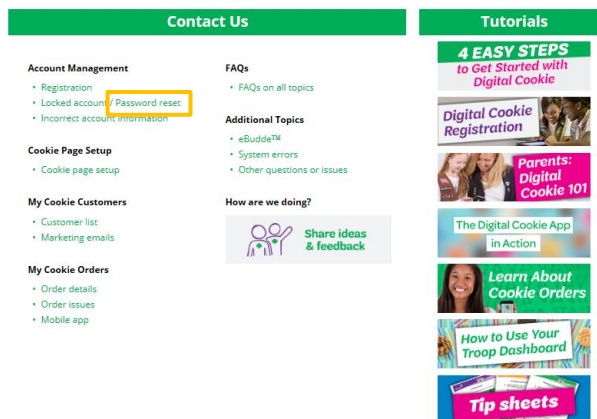 Contact Us
Account Management
• Registration
• Locked account / Password reset
• Incorrect account information
Cookie Page Setup
• Cookie page setup
My Cookie Customers
• Customer list
• Marketing emails
My Cookie Orders
• Order details
• Order issues
• Mobile app
FAQs
• FAQs on all topics
Additional Topics
• eBudde™
• System errors
• Other questions or issues
How are we doing?
Share ideas
& feedback
Tutorials
4 EASY STEPS
to Get Started with
Digital Cookie
Digital Cookie
Registration
Parents:
Digital
Cookie 101
The Digital Cookie App
in Action
Learn About
Cookie Orders
How to Use Your
Troop Dashboard
Tip sheets